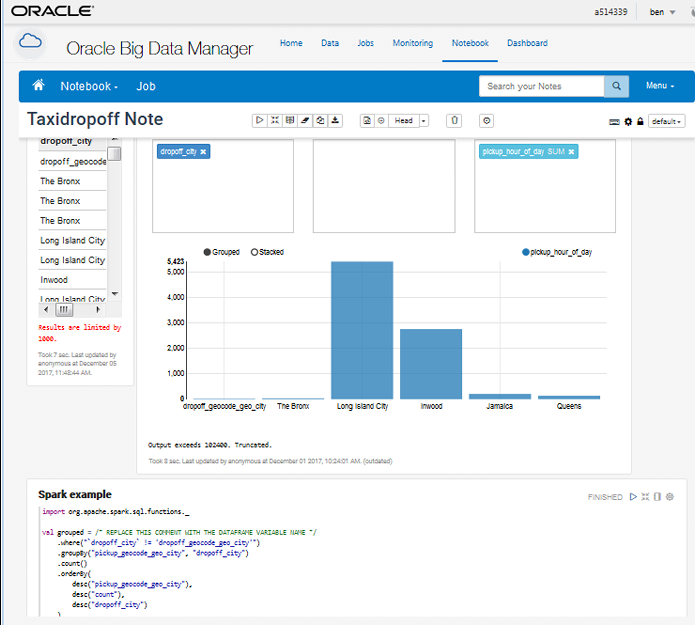 ORACLE®
a514339 ben
Oracle Big Data Manager
Home Data Jobs Monitoring Notebook Dashboard
Notebook Job
Search your Notes
Menu
Taxidropoff Note
Head
default
dropoff_city
dropoff_geocode
The Bronx
The Bronx
The Bronx
Long Island City
Long Island City
Inwood
Long Island City
Results are limited by
1000.
Took 7 sec. Last updated by
anonymous at December 05
2017, 11:48:44 AM.
dropoff_city ×
pickup_hour_of_day SUM ×
Grouped Stacked
pickup_hour_of_day
5,423
5,000
4,000
3,000
2,000
1,000
0
dropoff_geocode_geo_city The Bronx Long Island City Inwood Jamaica Queens
Output exceeds 102400. Truncated.
Took 8 sec. Last updated by anonymous at December 01 2017, 10:24:01 AM. (outdated)
Spark example
FINISHED
import org.apache.spark.sql.functions._
val grouped = /* REPLACE THIS COMMENT WITH THE DATAFRAME VARIABLE NAME */
.where("`dropoff_city` != 'dropoff_geocode_geo_city'")
.groupBy("pickup_geocode_geo_city", "dropoff_city")
.count()
.orderBy(
desc("pickup_geocode_geo_city"),
desc("count"),
desc("dropoff_city")
)